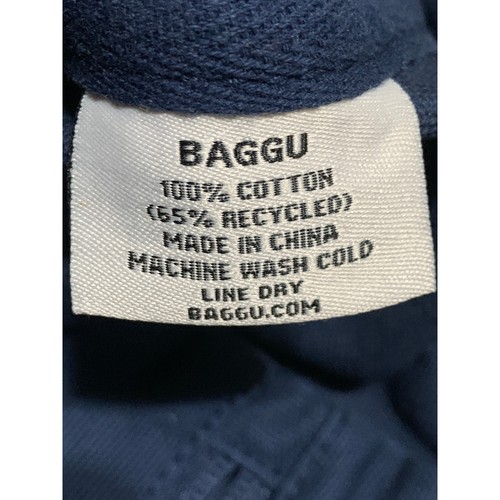 BAGGU
100% COTTON
(65% RECYCLED)
MADE IN CHINA
MACHINE WASH COLD
LINE DRY
BAGGU.COM